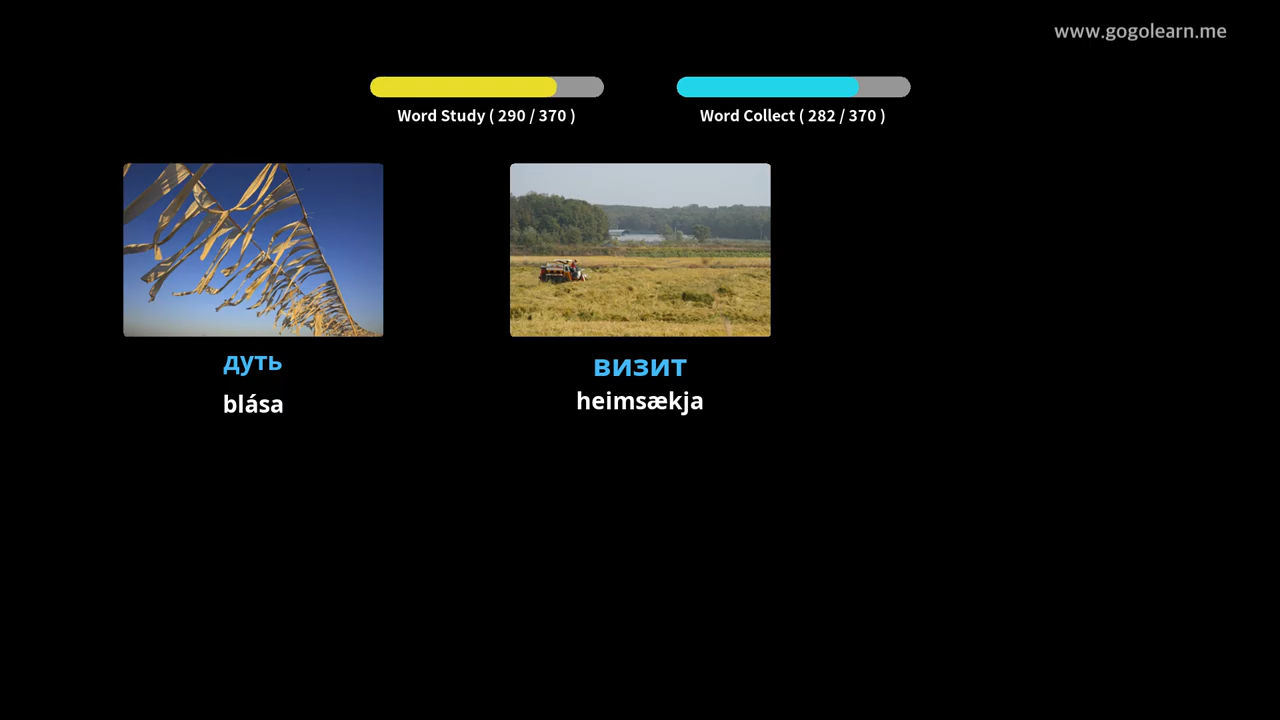 www.gogolearn.me
Word Study ( 290 / 370 )
Word Collect ( 282 / 370 )
дуть
blása
визит
heimsækja